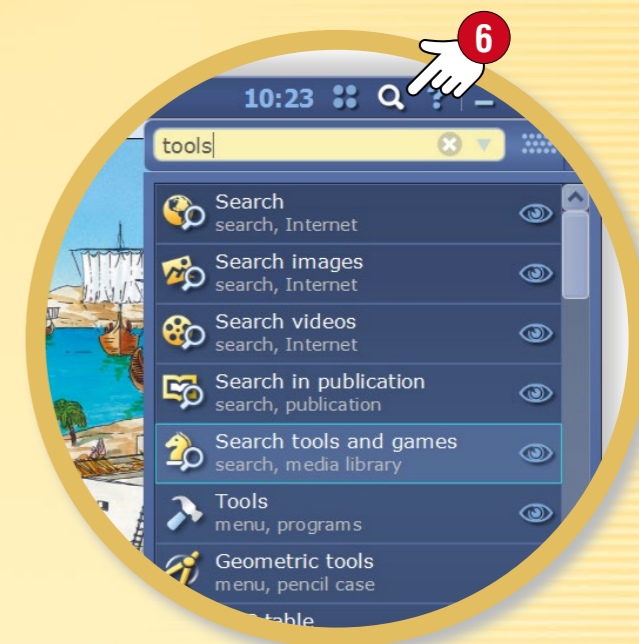 6
10:23 ?
tools
Search
search, Internet
Search images
search, Internet
Search videos
search, Internet
Search in publication
search, publication
Search tools and games
search, media library
Tools
menu, programs
Geometric tools
menu, pencil case
table